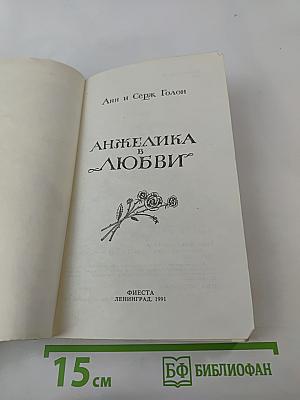 Анн и Серж Голон
АНЖЕЛИКА
В
ЛЮБВИ
ФИЕСТА
ЛЕНИНГРАД, 1991
15 см
БФ БИБЛИОФАН